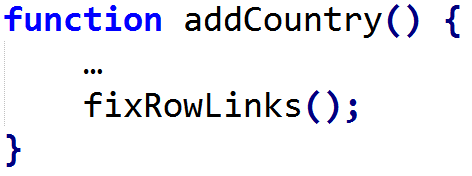 function addCountry() {
    …
    fixRowLinks();
}